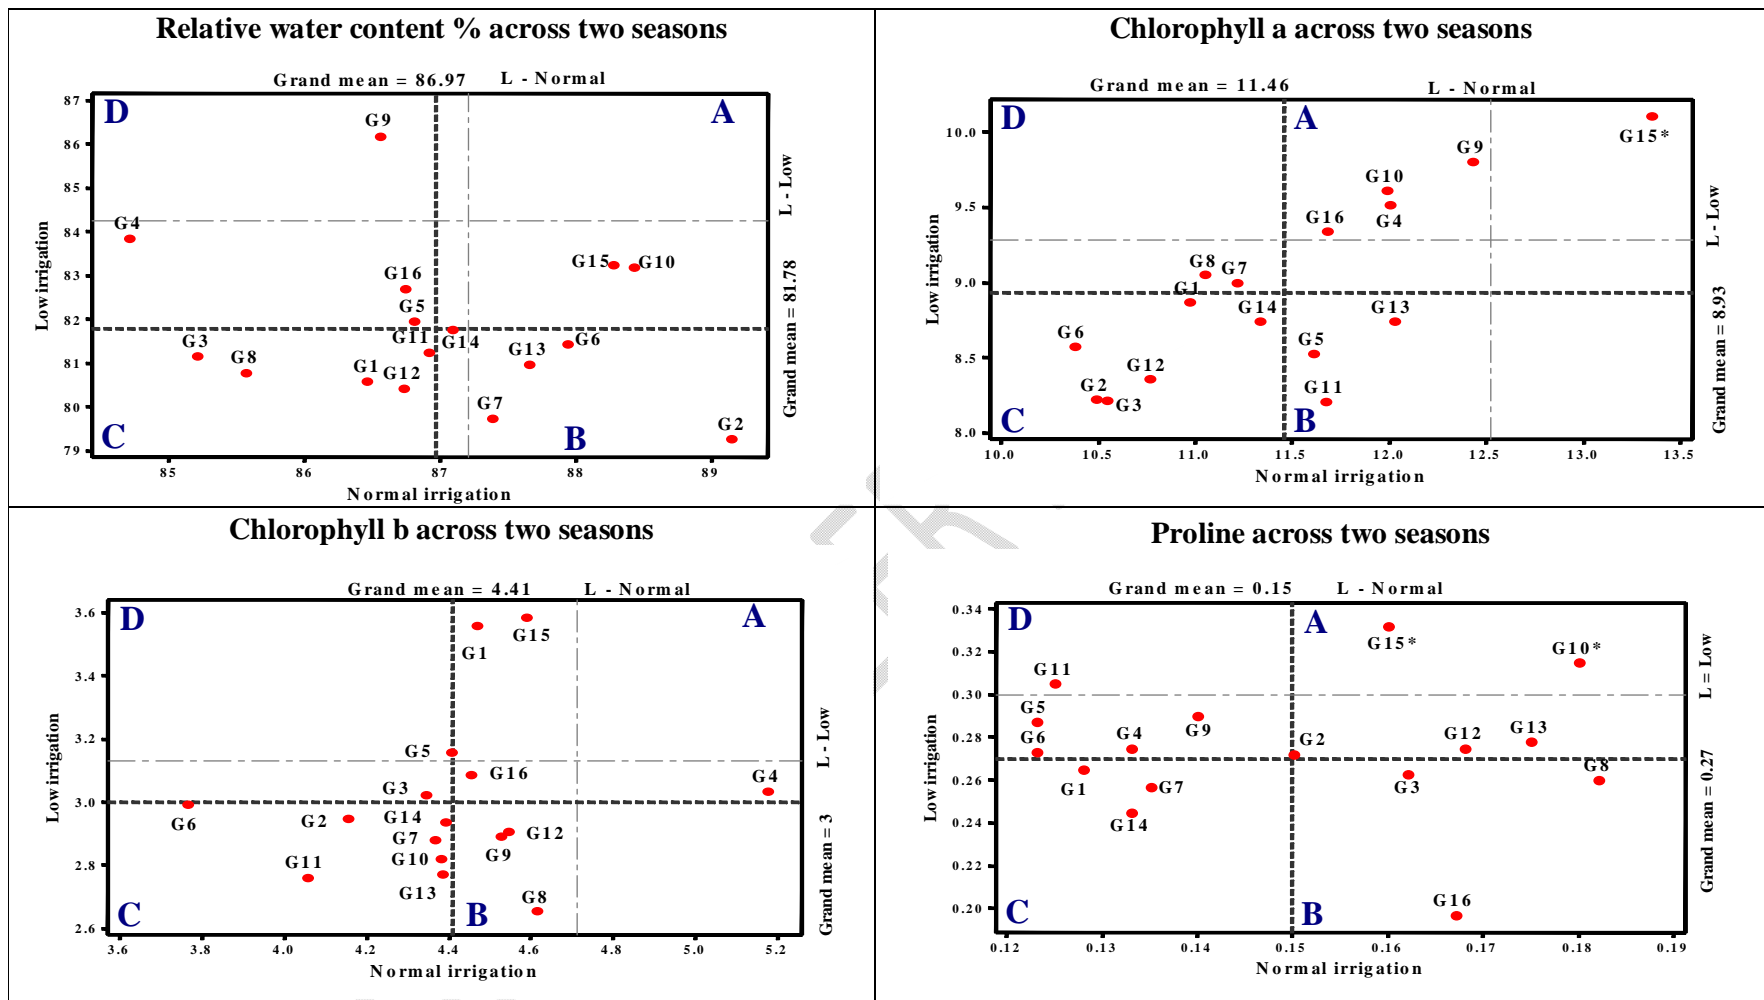 Relative water content % across two seasons
Grand mean = 86.97 L - Normal
D A
87
86
85
84
83
82
81
80
79
G9
G4
G15 G10
G16
G5
G11 G14 G6
G3
G8
G13
G1 G12
G7
G2
C B
85 86 87 88 89
Normal irrigation
Low irrigation
L - Low
Grand mean = 81.78
Chlorophyll a across two seasons
Grand mean = 11.46 L - Normal
D A
10.0
9.5
9.0
8.5
8.0
G15*
G9
G10
G4
G16
G8 G7
G1
G14 G13
G6
G5
G12
G2
G3
G11
C B
10.0 10.5 11.0 11.5 12.0 12.5 13.0 13.5
Normal irrigation
Low irrigation
L - Low
Grand mean = 8.93
Chlorophyll b across two seasons
Grand mean = 4.41 L - Normal
D A
3.6
3.4
3.2
3.0
2.8
2.6
G15
G1
G5
G16
G4
G3
G6
G2 G14
G7
G12
G9
G10
G11
G13
G8
C B
3.6 3.8 4.0 4.2 4.4 4.6 4.8 5.0 5.2
Normal irrigation
Low irrigation
L - Low
Grand mean = 3
Proline across two seasons
Grand mean = 0.15 L - Normal
D A
0.34
0.32
0.30
0.28
0.26
0.24
0.22
0.20
G15*
G10*
G11
G5
G9
G6
G4
G2
G12
G13
G8
G1
G7
G3
G14
G16
C B
0.12 0.13 0.14 0.15 0.16 0.17 0.18 0.19
Normal irrigation
Low irrigation
L = Low
Grand mean = 0.27